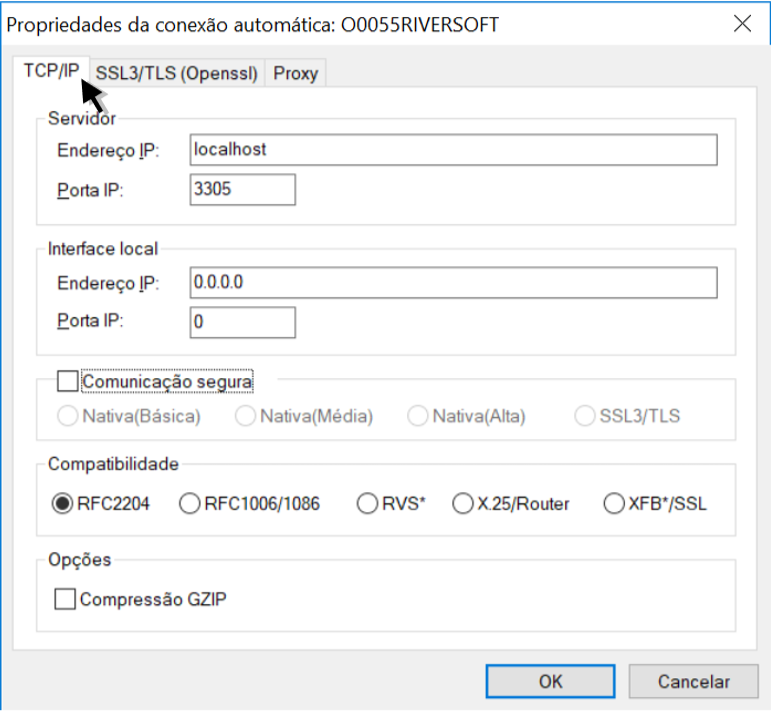 Propriedades da conexão automática: O0055RIVERSOFT
TCP/IP SSL3/TLS (Openssl) Proxy
Servidor
Endereço IP: localhost
Porta IP: 3305
Interface local
Endereço IP: 0.0.0.0
Porta IP: 0
Comunicação segura
Nativa(Básica) Nativa(Média) Nativa(Alta) SSL3/TLS
Compatibilidade
RFC2204 RFC1006/1086 RVS* X.25/Router XFB*/SSL
Opções
Compressão GZIP
OK Cancelar